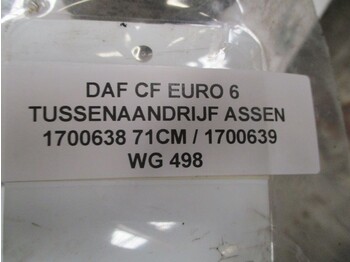 DAF CF EURO 6
TUSSENAANDRIJF ASSEN
1700638 71CM / 1700639
WG 498